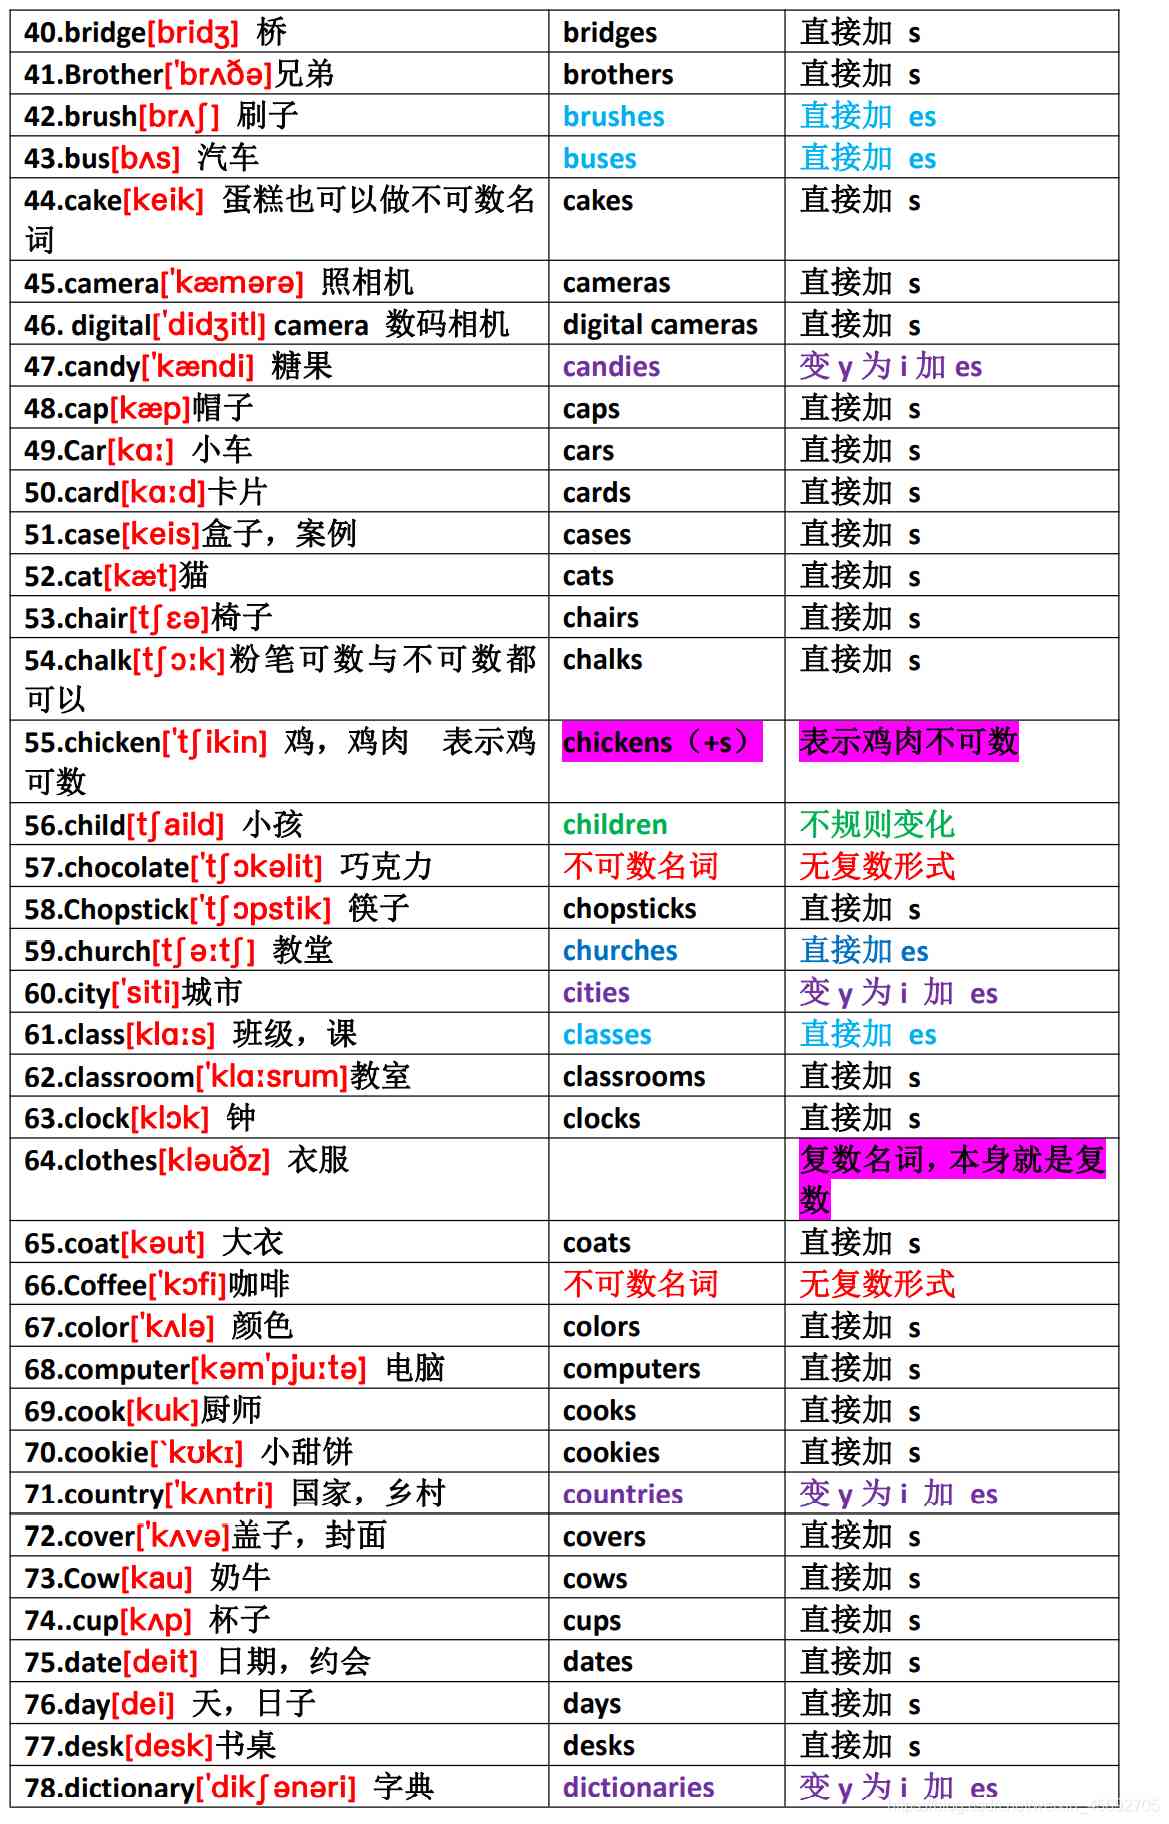 40.bridge[bridʒ] 桥 bridges 直接加 s
41.Brother['brʌðə]兄弟 brothers 直接加 s
42.brush[brʌʃ] 刷子 brushes 直接加 es
43.bus[bʌs] 汽车 buses 直接加 es
44.cake[keik] 蛋糕也可以做不可数名 cakes 直接加 s
词
45.camera['kæmərə] 照相机 cameras 直接加 s
46. digital['didʒitl] camera 数码相机 digital cameras 直接加 s
47.candy['kændi] 糖果 candies 变 y 为 i 加 es
48.cap[kæp]帽子 caps 直接加 s
49.Car[kɑː] 小车 cars 直接加 s
50.card[kɑːd]卡片 cards 直接加 s
51.case[keis]盒子，案例 cases 直接加 s
52.cat[kæt]猫 cats 直接加 s
53.chair[tʃɛə]椅子 chairs 直接加 s
54.chalk[tʃɔːk]粉笔可数与不可数都 chalks 直接加 s
可以
55.chicken['tʃikin] 鸡，鸡肉 表示鸡 chickens（+s） 表示鸡肉不可数
可数
56.child[tʃaild] 小孩 children 不规则变化
57.chocolate['tʃɔkəlit] 巧克力 不可数名词 无复数形式
58.Chopstick['tʃɔpstik] 筷子 chopsticks 直接加 s
59.church[tʃəːtʃ] 教堂 churches 直接加 es
60.city['siti]城市 cities 变 y 为 i 加 es
61.class[klɑːs] 班级，课 classes 直接加 es
62.classroom['klɑːsrum]教室 classrooms 直接加 s
63.clock[klɔk] 钟 clocks 直接加 s
64.clothes[kləuðz] 衣服 复数名词，本身就是复
数
65.coat[kəut] 大衣 coats 直接加 s
66.Coffee['kɔfi]咖啡 不可数名词 无复数形式
67.color['kʌlə] 颜色 colors 直接加 s
68.computer[kəm'pjuːtə] 电脑 computers 直接加 s
69.cook[kuk]厨师 cooks 直接加 s
70.cookie[`kʊkɪ] 小甜饼 cookies 直接加 s
71.country['kʌntri] 国家，乡村 countries 变 y 为 i 加 es
72.cover['kʌvə]盖子，封面 covers 直接加 s
73.Cow[kau] 奶牛 cows 直接加 s
74..cup[kʌp] 杯子 cups 直接加 s
75.date[deit] 日期，约会 dates 直接加 s
76.day[dei] 天，日子 days 直接加 s
77.desk[desk]书桌 desks 直接加 s
78.dictionary['dikʃənəri] 字典 dictionaries 变 y 为 i 加 es